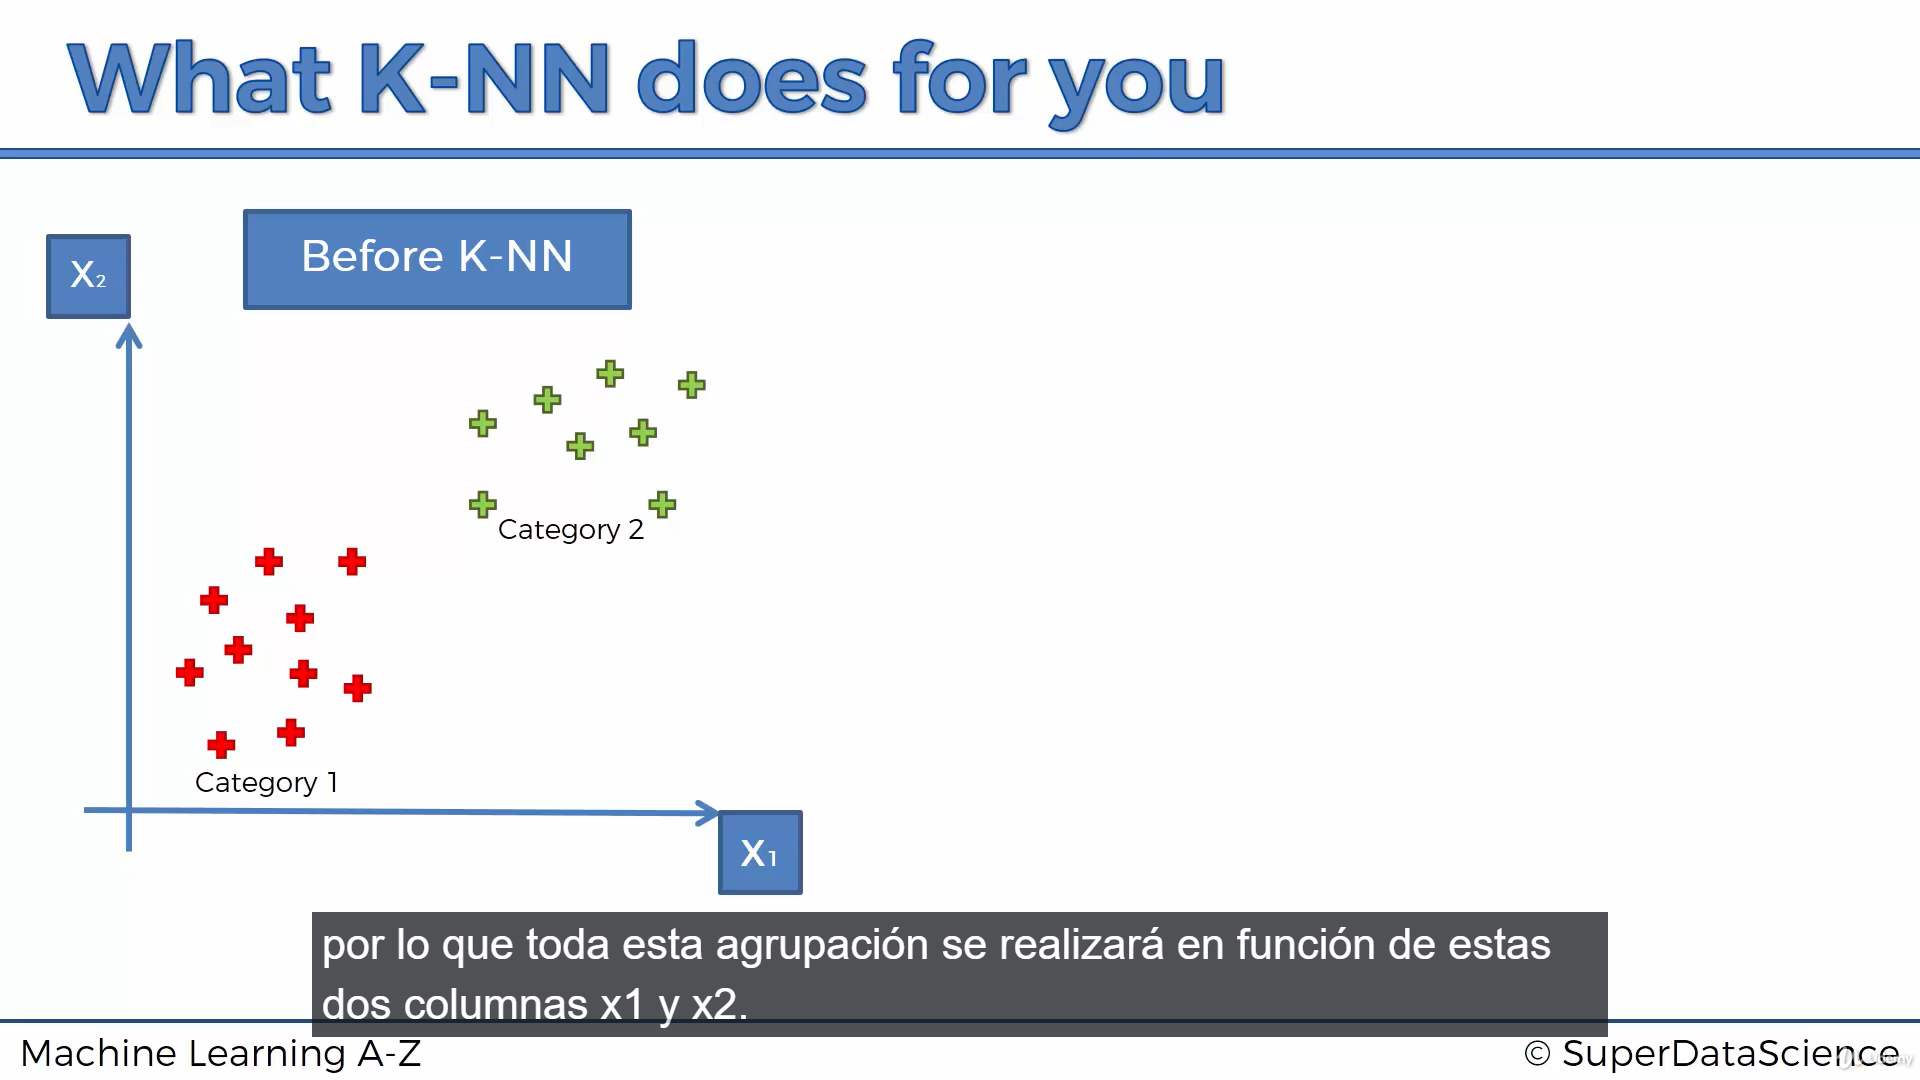 What K-NN does for you
Before K-NN
X2
Category 2
Category 1
X1
por lo que toda esta agrupación se realizará en función de estas
dos columnas x1 y x2.
Machine Learning A-Z
© SuperDataScience